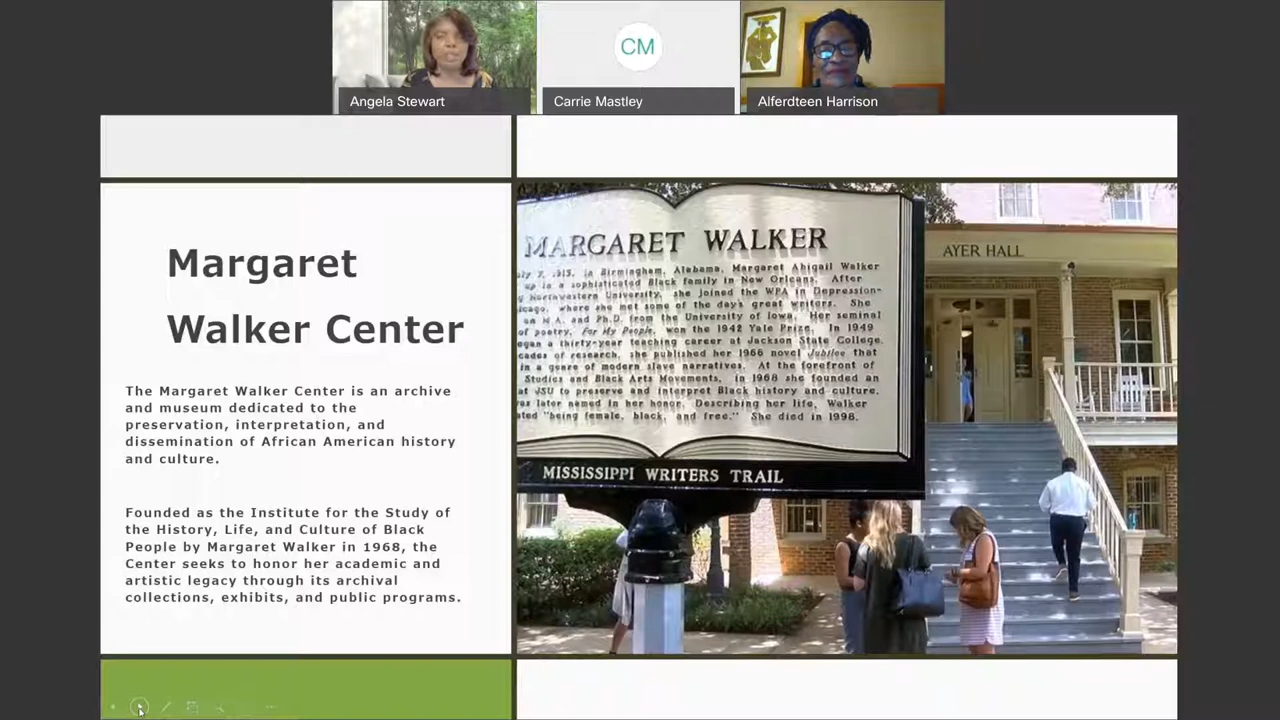 CM
Angela Stewart
Carrie Mastley
Alferdteen Harrison
Margaret
Walker Center
The Margaret Walker Center is an archive
and museum dedicated to the
preservation, interpretation, and
dissemination of African American history
and culture.
Founded as the Institute for the Study of
the History, Life, and Culture of Black
People by Margaret Walker in 1968, the
Center seeks to honor her academic and
artistic legacy through its archival
collections, exhibits, and public programs.
MARGARET WALKER
7, 1915, in Birmingham, Alabama, Margaret Abigail Walker
up in a sophisticated Black family in New Orleans. After
Northwestern University, she joined the WPA in Depression-
where she met some of the day's great writers. She
an M.A. and Ph.D. from the University of Iowa. Her seminal
of poetry, For My People, won the 1942 Yale Prize. In 1949
a thirty-year teaching career at Jackson State College.
of research, she published her 1966 novel Jubilee that
in a genre of modern slave narratives. At the forefront of
Studies and Black Arts Movements, in 1968 she founded an
at JSU to preserve and interpret Black history and culture.
was later named in her honor. Describing her life, Walker
"being female, black, and free." She died in 1998.
MISSISSIPPI WRITERS TRAIL
AYER HALL